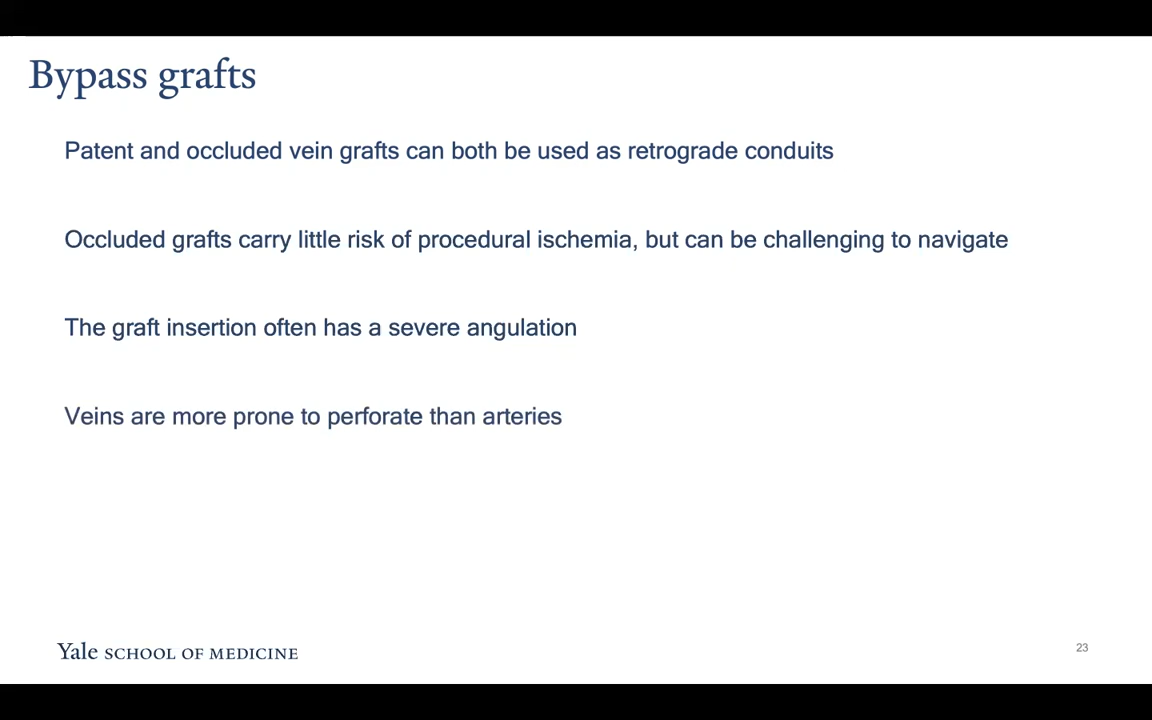 Bypass grafts
Patent and occluded vein grafts can both be used as retrograde conduits
Occluded grafts carry little risk of procedural ischemia, but can be challenging to navigate
The graft insertion often has a severe angulation
Veins are more prone to perforate than arteries
Yale SCHOOL OF MEDICINE
23